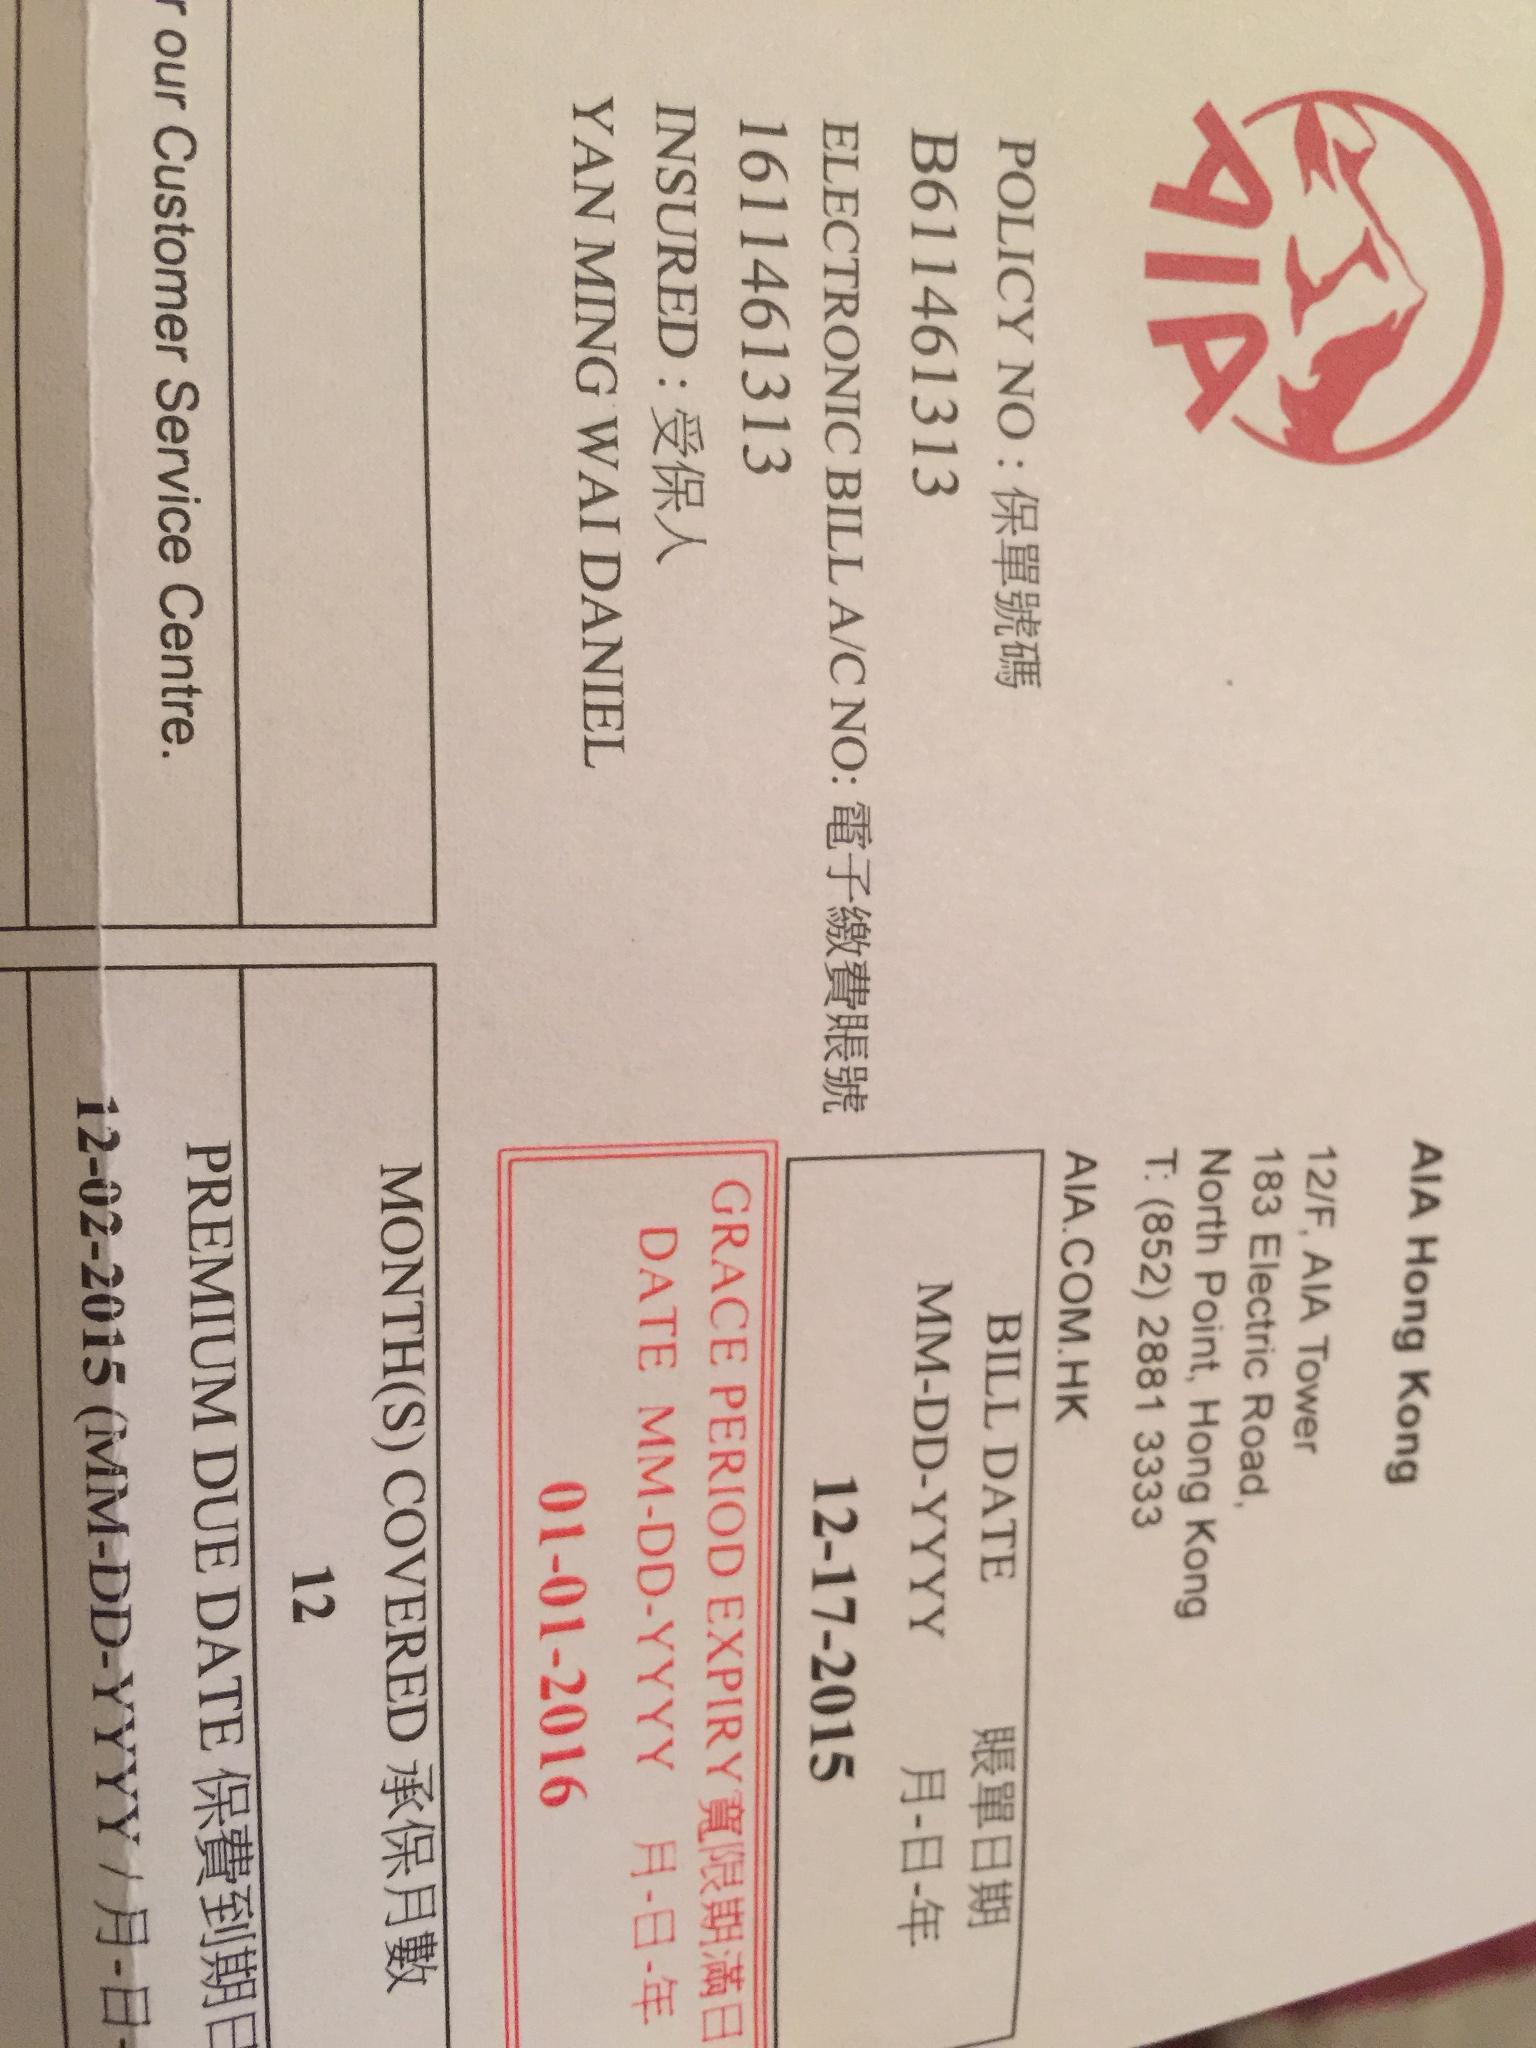 AIA
AIA Hong Kong
12/F, AIA Tower
183 Electric Road,
North Point, Hong Kong
T: (852) 2881 3333
AIA.COM.HK
POLICY NO : 保單號碼
B611461313
ELECTRONIC BILL A/C NO: 電子繳費賬號
1611461313
INSURED : 受保人
YAN MING WAI DANIEL
BILL DATE 賬單日期
MM-DD-YYYY 月-日-年
12-17-2015
GRACE PERIOD EXPIRY 寬限期滿日
DATE MM-DD-YYYY 月-日-年
01-01-2016
MONTH(S) COVERED 承保月數
12
r our Customer Service Centre.
PREMIUM DUE DATE 保費到期日
12-02-2015 (MM-DD-YYYY / 月-日-